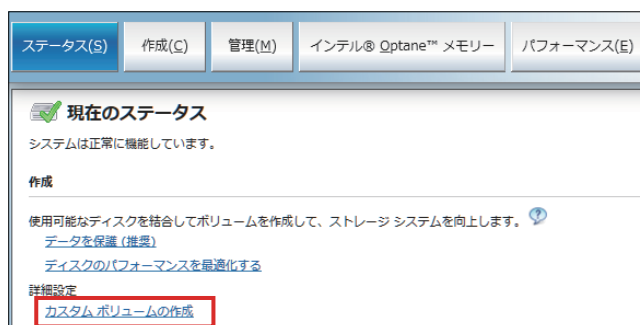 ステータス(S) 作成(C) 管理(M) インテル® Optane™ メモリー パフォーマンス(E)
現在のステータス
システムは正常に機能しています。
作成
使用可能なディスクを結合してボリュームを作成して、ストレージ システムを向上します。
データを保護 (推奨)
ディスクのパフォーマンスを最適化する
詳細設定
カスタム ボリュームの作成